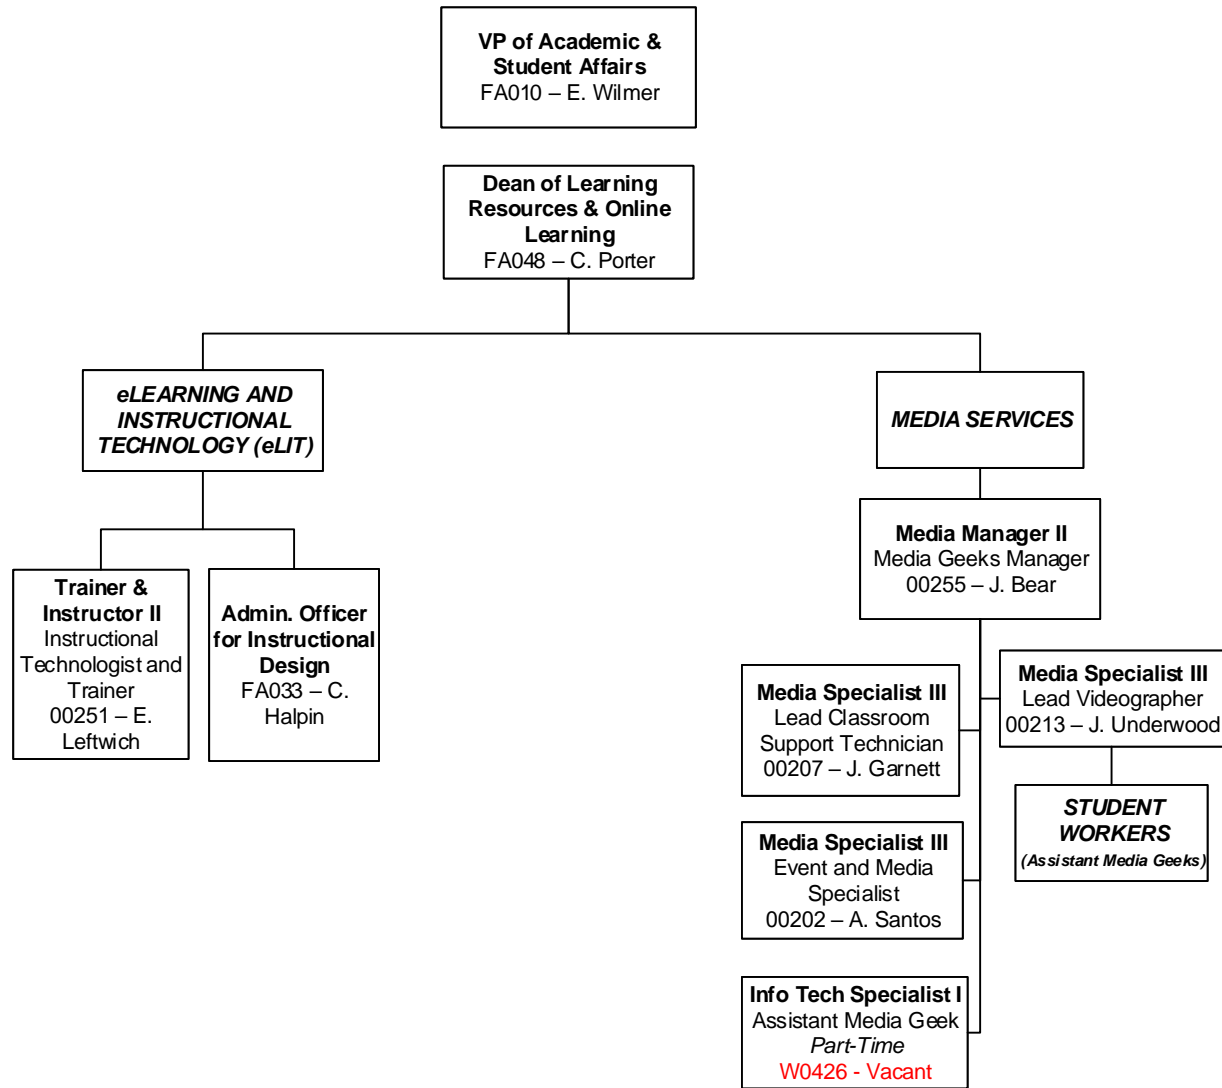 VP of Academic &
Student Affairs
FA010 – E. Wilmer
Dean of Learning
Resources & Online
Learning
FA048 – C. Porter
eLEARNING AND
INSTRUCTIONAL
TECHNOLOGY (eLIT)
MEDIA SERVICES
Trainer &
Instructor II
Instructional
Technologist and
Trainer
00251 – E.
Leftwich
Admin. Officer
for Instructional
Design
FA033 – C.
Halpin
Media Manager II
Media Geeks Manager
00255 – J. Bear
Media Specialist III
Lead Classroom
Support Technician
00207 – J. Garnett
Media Specialist III
Lead Videographer
00213 – J. Underwood
STUDENT
WORKERS
(Assistant Media Geeks)
Media Specialist III
Event and Media
Specialist
00202 – A. Santos
Info Tech Specialist I
Assistant Media Geek
Part-Time
W0426 - Vacant